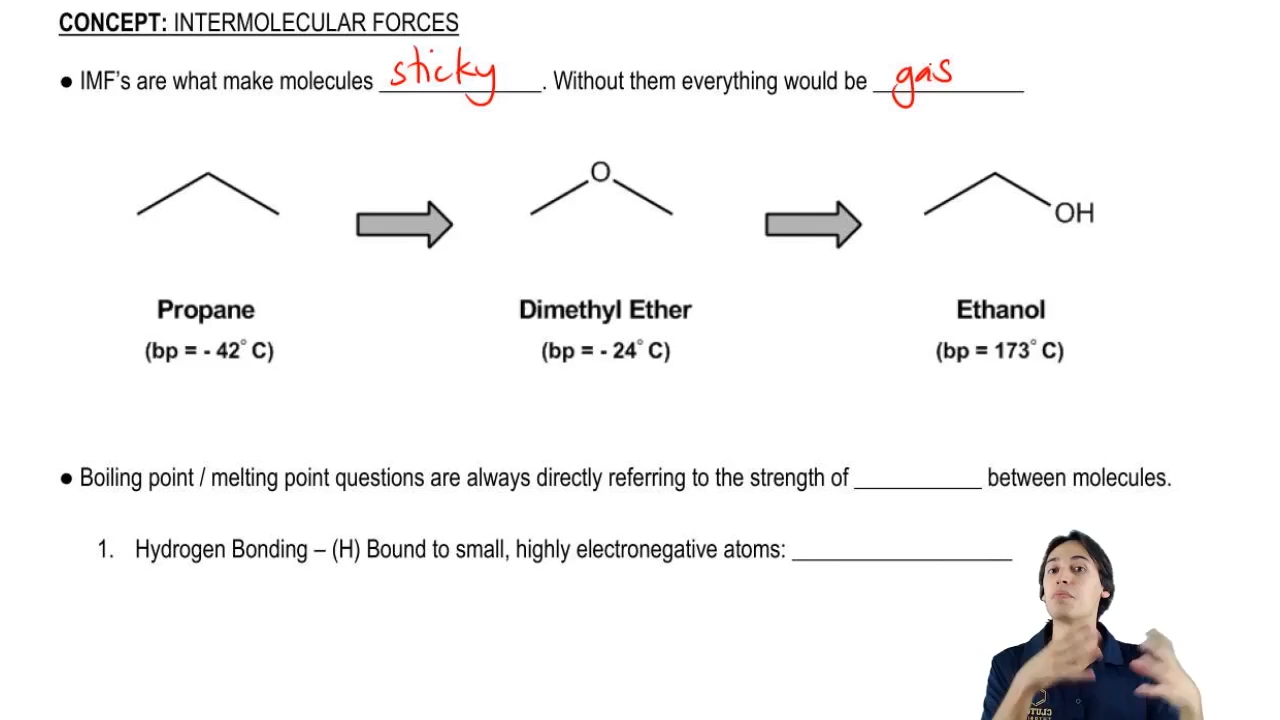 CONCEPT: INTERMOLECULAR FORCES
● IMF's are what make molecules sticky. Without them everything would be gas
O
OH
Propane Dimethyl Ether Ethanol
(bp = - 42° C) (bp = - 24° C) (bp = 173° C)
● Boiling point / melting point questions are always directly referring to the strength of __________ between molecules.
1. Hydrogen Bonding – (H) Bound to small, highly electronegative atoms: __________________